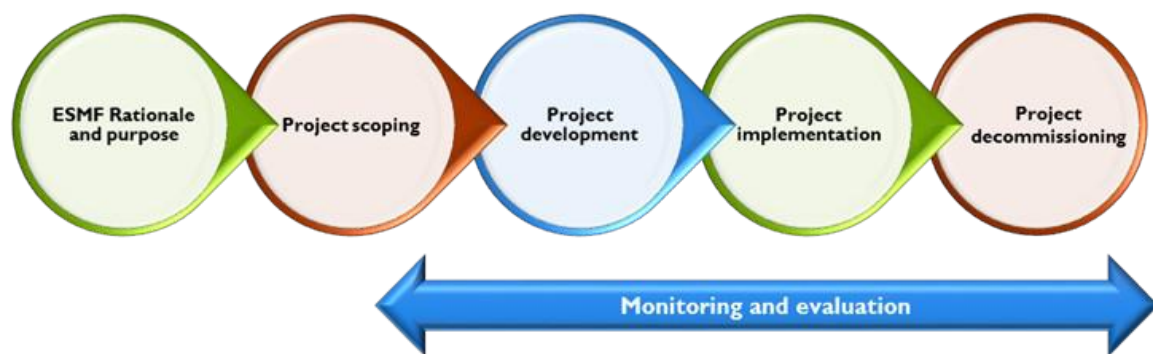 ESMF Rationale
and purpose
Project scoping
Project
development
Project
implementation
Project
decommissioning
Monitoring and evaluation